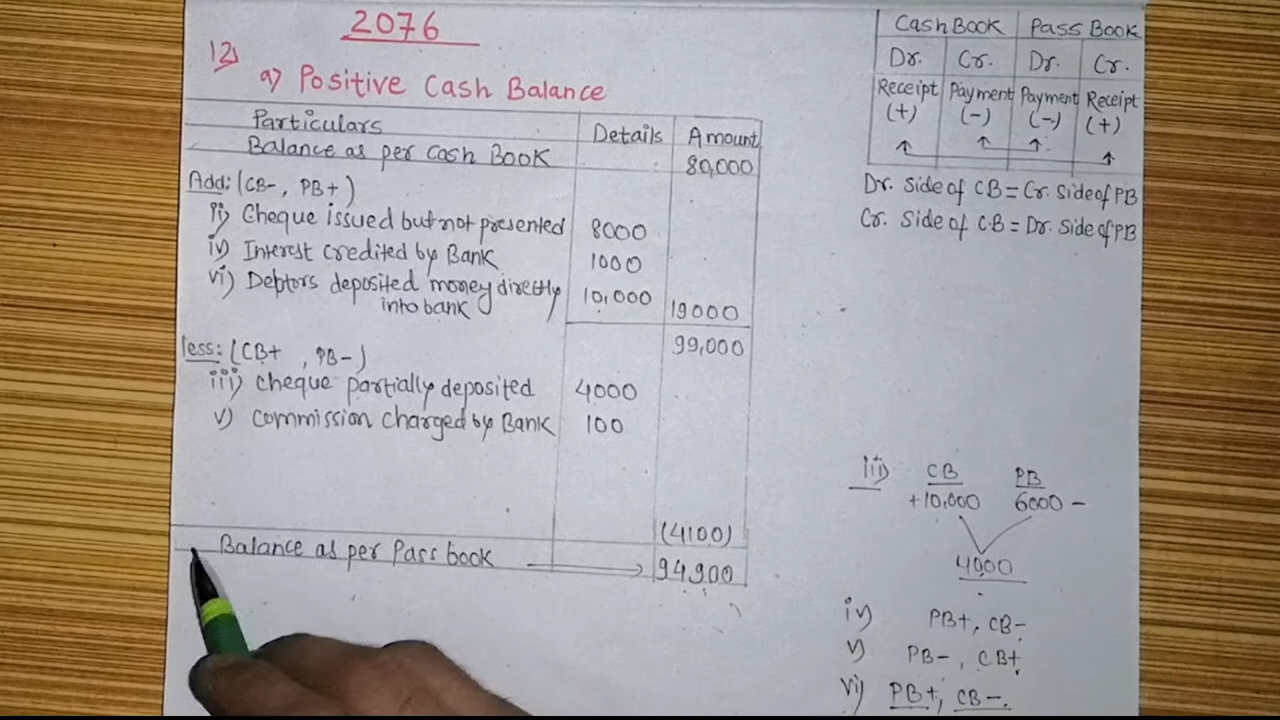 2076
12)
a) Positive Cash Balance
Particulars Details Amount
Balance as per Cash Book 80,000
Add: (CB-, PB+)
ii) Cheque issued but not presented 8000
iv) Interest credited by Bank 1000
vi) Debtors deposited money directly
into bank 10,000 19000
99,000
less: (CB+, PB-)
iii) cheque partially deposited 4000
v) commission charged by Bank 100
(4100)
Balance as per Pass book → 94,900
Cash Book Pass Book
Dr. Cr. Dr. Cr.
Receipt Payment Payment Receipt
(+) (-) (-) (+)
Dr. side of CB = Cr. side of PB
Cr. side of C.B = Dr. side of PB
iii) CB PB
+10,000 6000 -
4000
iv) PB+, CB-
v) PB-, CB+
vi) PB+, CB-.